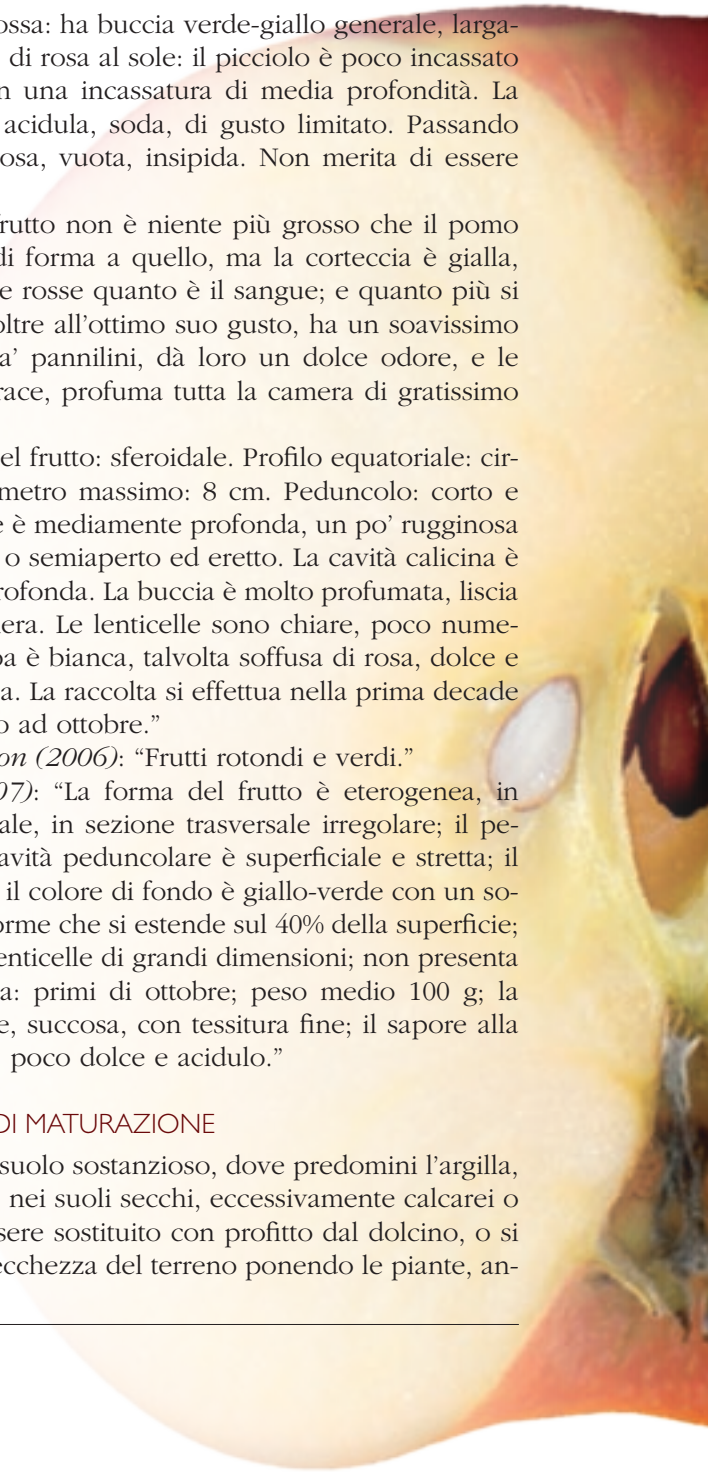 ossa: ha buccia verde-giallo generale, larga-
di rosa al sole: il picciolo è poco incassato
n una incassatura di media profondità. La
acidula, soda, di gusto limitato. Passando
osa, vuota, insipida. Non merita di essere
frutto non è niente più grosso che il pomo
di forma a quello, ma la corteccia è gialla,
e rosse quanto è il sangue; e quanto più si
oltre all’ottimo suo gusto, ha un soavissimo
a’ pannilini, dà loro un dolce odore, e le
race, profuma tutta la camera di gratissimo
el frutto: sferoidale. Profilo equatoriale: cir-
metro massimo: 8 cm. Peduncolo: corto e
e è mediamente profonda, un po’ rugginosa
o semiaperto ed eretto. La cavità calicina è
rofonda. La buccia è molto profumata, liscia
era. Le lenticelle sono chiare, poco nume-
pa è bianca, talvolta soffusa di rosa, dolce e
a. La raccolta si effettua nella prima decade
o ad ottobre.”
on (2006): “Frutti rotondi e verdi.”
07): “La forma del frutto è eterogenea, in
ale, in sezione trasversale irregolare; il pe-
avità peduncolare è superficiale e stretta; il
il colore di fondo è giallo-verde con un so-
orme che si estende sul 40% della superficie;
enticelle di grandi dimensioni; non presenta
a: primi di ottobre; peso medio 100 g; la
e, succosa, con tessitura fine; il sapore alla
poco dolce e acidulo.”
DI MATURAZIONE
suolo sostanzioso, dove predomini l’argilla,
nei suoli secchi, eccessivamente calcarei o
sere sostituito con profitto dal dolcino, o si
ecchezza del terreno ponendo le piante, an-